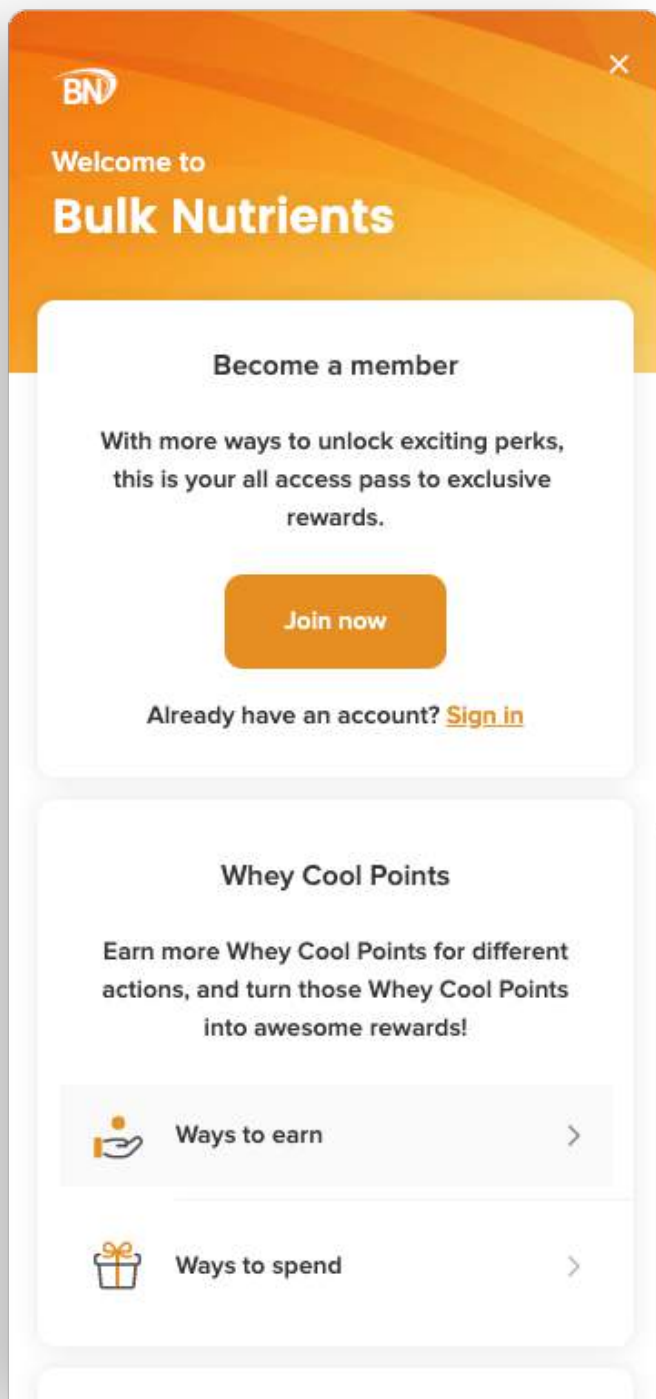 BN
Welcome to
Bulk Nutrients
Become a member
With more ways to unlock exciting perks,
this is your all access pass to exclusive
rewards.
Join now
Already have an account? Sign in
Whey Cool Points
Earn more Whey Cool Points for different
actions, and turn those Whey Cool Points
into awesome rewards!
Ways to earn
Ways to spend